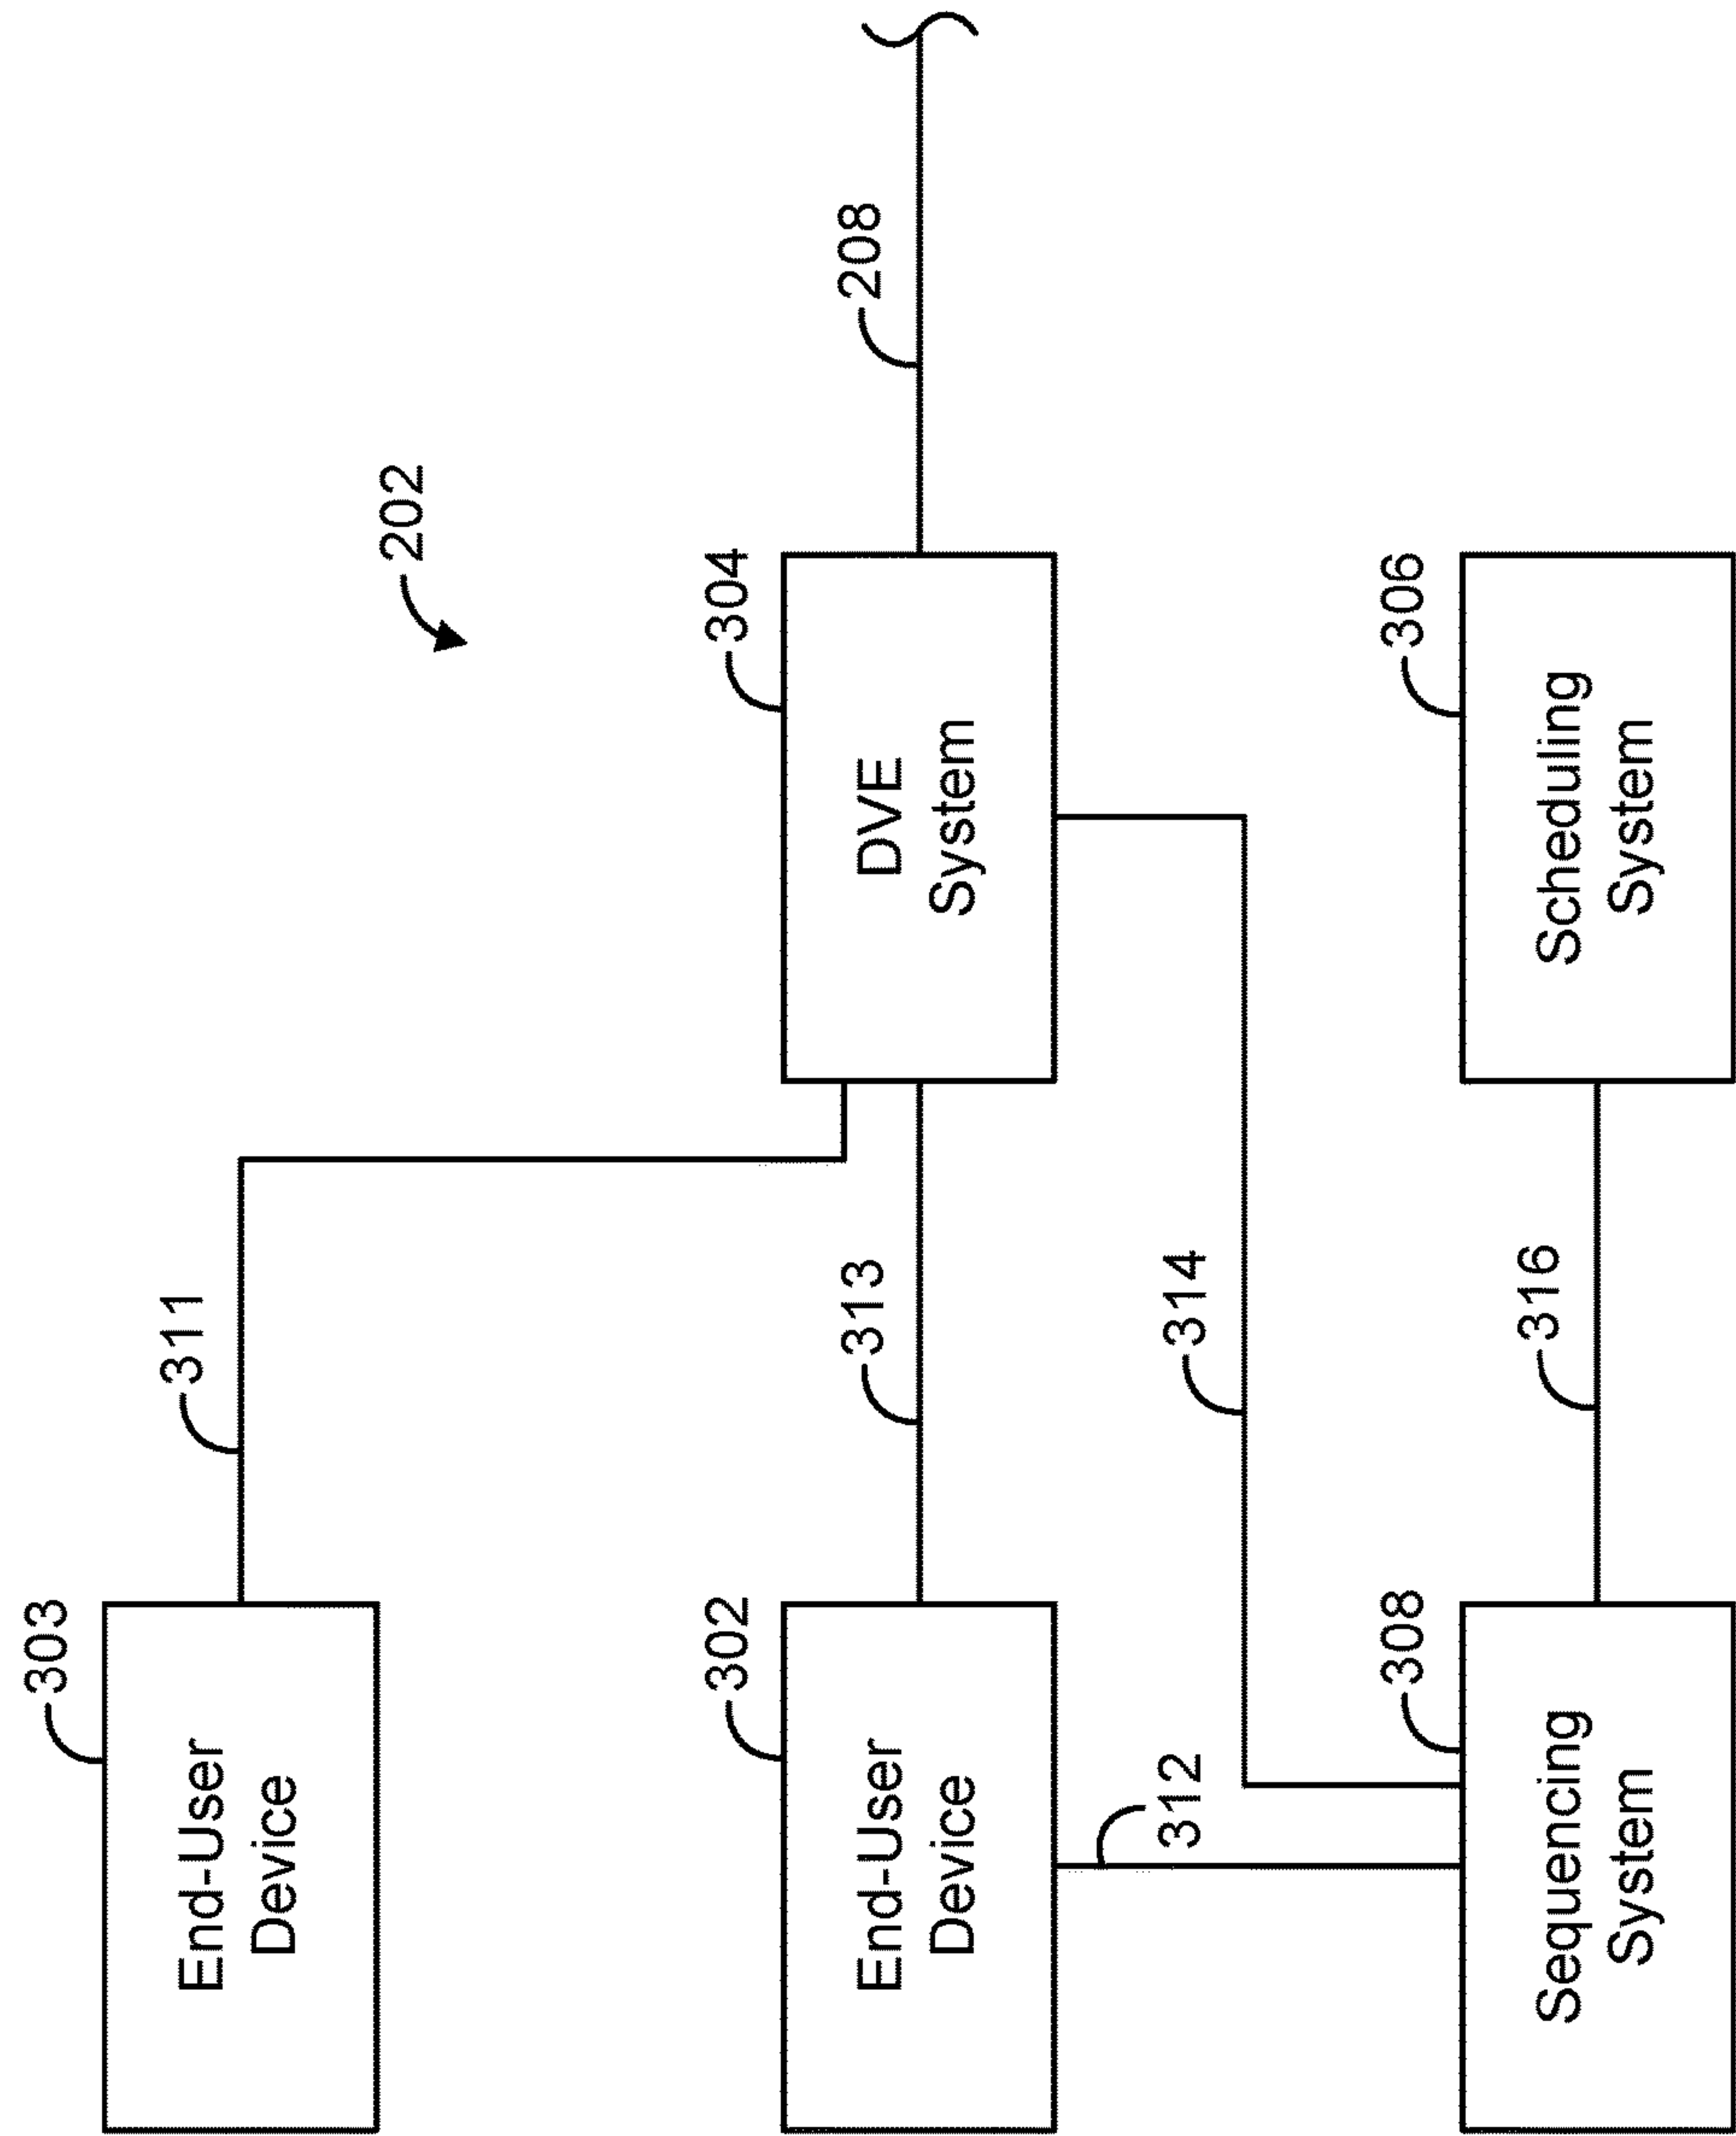 202
303
End-User
Device
311
302
End-User
Device
313
304
DVE
System
208
312
314
308
Sequencing
System
316
306
Scheduling
System